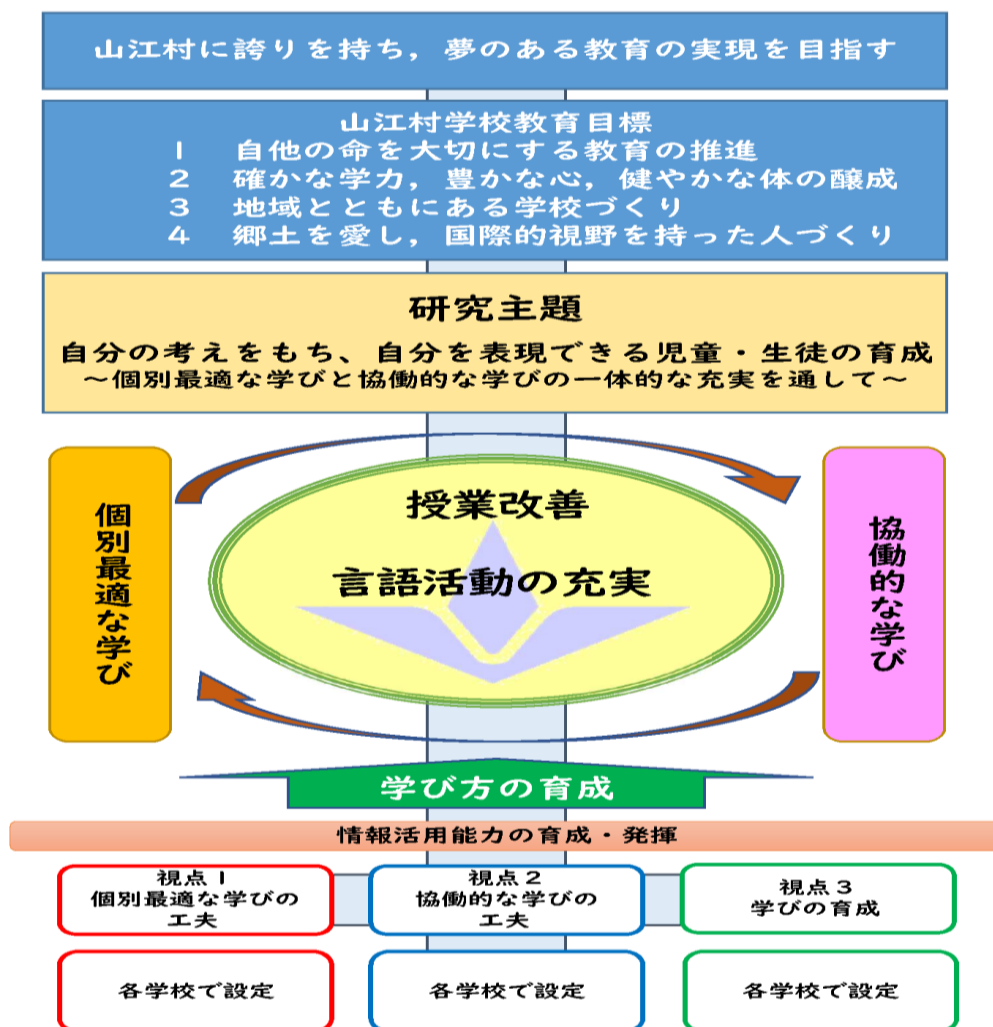 山江村に誇りを持ち，夢のある教育の実現を目指す
山江村学校教育目標
1 自他の命を大切にする教育の推進
2 確かな学力，豊かな心，健やかな体の醸成
3 地域とともにある学校づくり
4 郷土を愛し，国際的視野を持った人づくり
研究主題
自分の考えをもち、自分を表現できる児童・生徒の育成
～個別最適な学びと協働的な学びの一体的な充実を通して～
個別最適な学び
授業改善
言語活動の充実
協働的な学び
学び方の育成
情報活用能力の育成・発揮
視点1
個別最適な学びの
工夫
視点2
協働的な学びの
工夫
視点3
学びの育成
各学校で設定
各学校で設定
各学校で設定